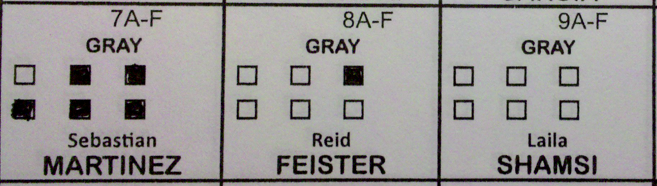 7A-F
GRAY
Sebastian
MARTINEZ
8A-F
GRAY
Reid
FEISTER
9A-F
GRAY
Laila
SHAMSI